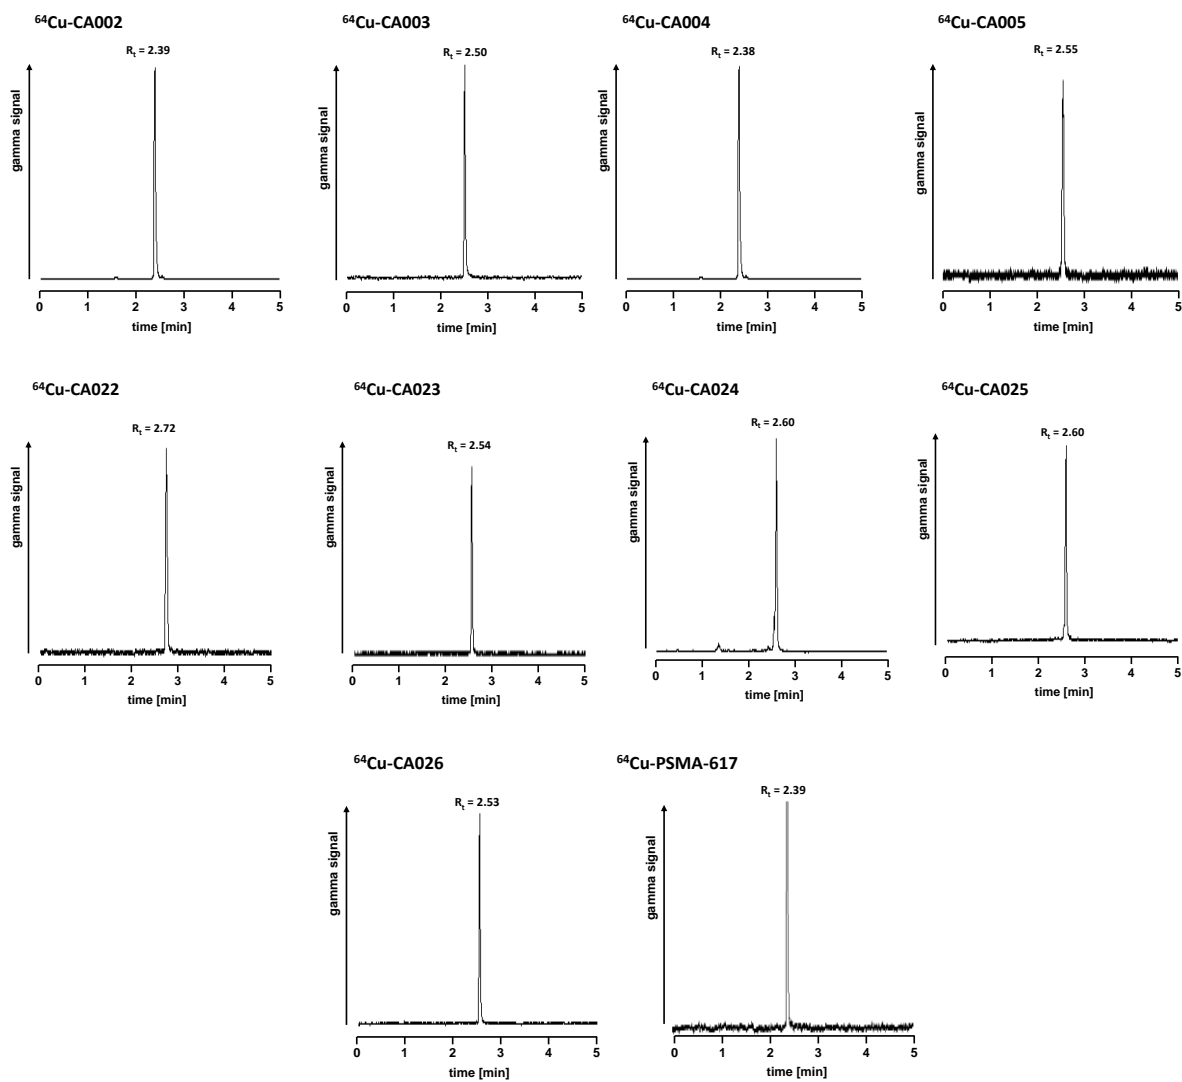 ⁶⁴Cu-CA002
Rₜ = 2.39
gamma signal
0 1 2 3 4 5
time [min]
⁶⁴Cu-CA003
Rₜ = 2.50
gamma signal
0 1 2 3 4 5
time [min]
⁶⁴Cu-CA004
Rₜ = 2.38
gamma signal
0 1 2 3 4 5
time [min]
⁶⁴Cu-CA005
Rₜ = 2.55
gamma signal
0 1 2 3 4 5
time [min]
⁶⁴Cu-CA022
Rₜ = 2.72
gamma signal
0 1 2 3 4 5
time [min]
⁶⁴Cu-CA023
Rₜ = 2.54
gamma signal
0 1 2 3 4 5
time [min]
⁶⁴Cu-CA024
Rₜ = 2.60
gamma signal
0 1 2 3 4 5
time [min]
⁶⁴Cu-CA025
Rₜ = 2.60
gamma signal
0 1 2 3 4 5
time [min]
⁶⁴Cu-CA026
Rₜ = 2.53
gamma signal
0 1 2 3 4 5
time [min]
⁶⁴Cu-PSMA-617
Rₜ = 2.39
gamma signal
0 1 2 3 4 5
time [min]